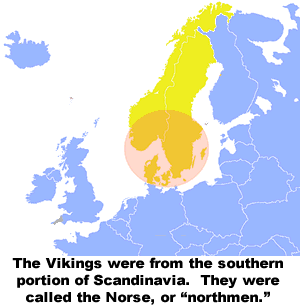 The Vikings were from the southern
portion of Scandinavia.  They were
called the Norse, or “northmen.”